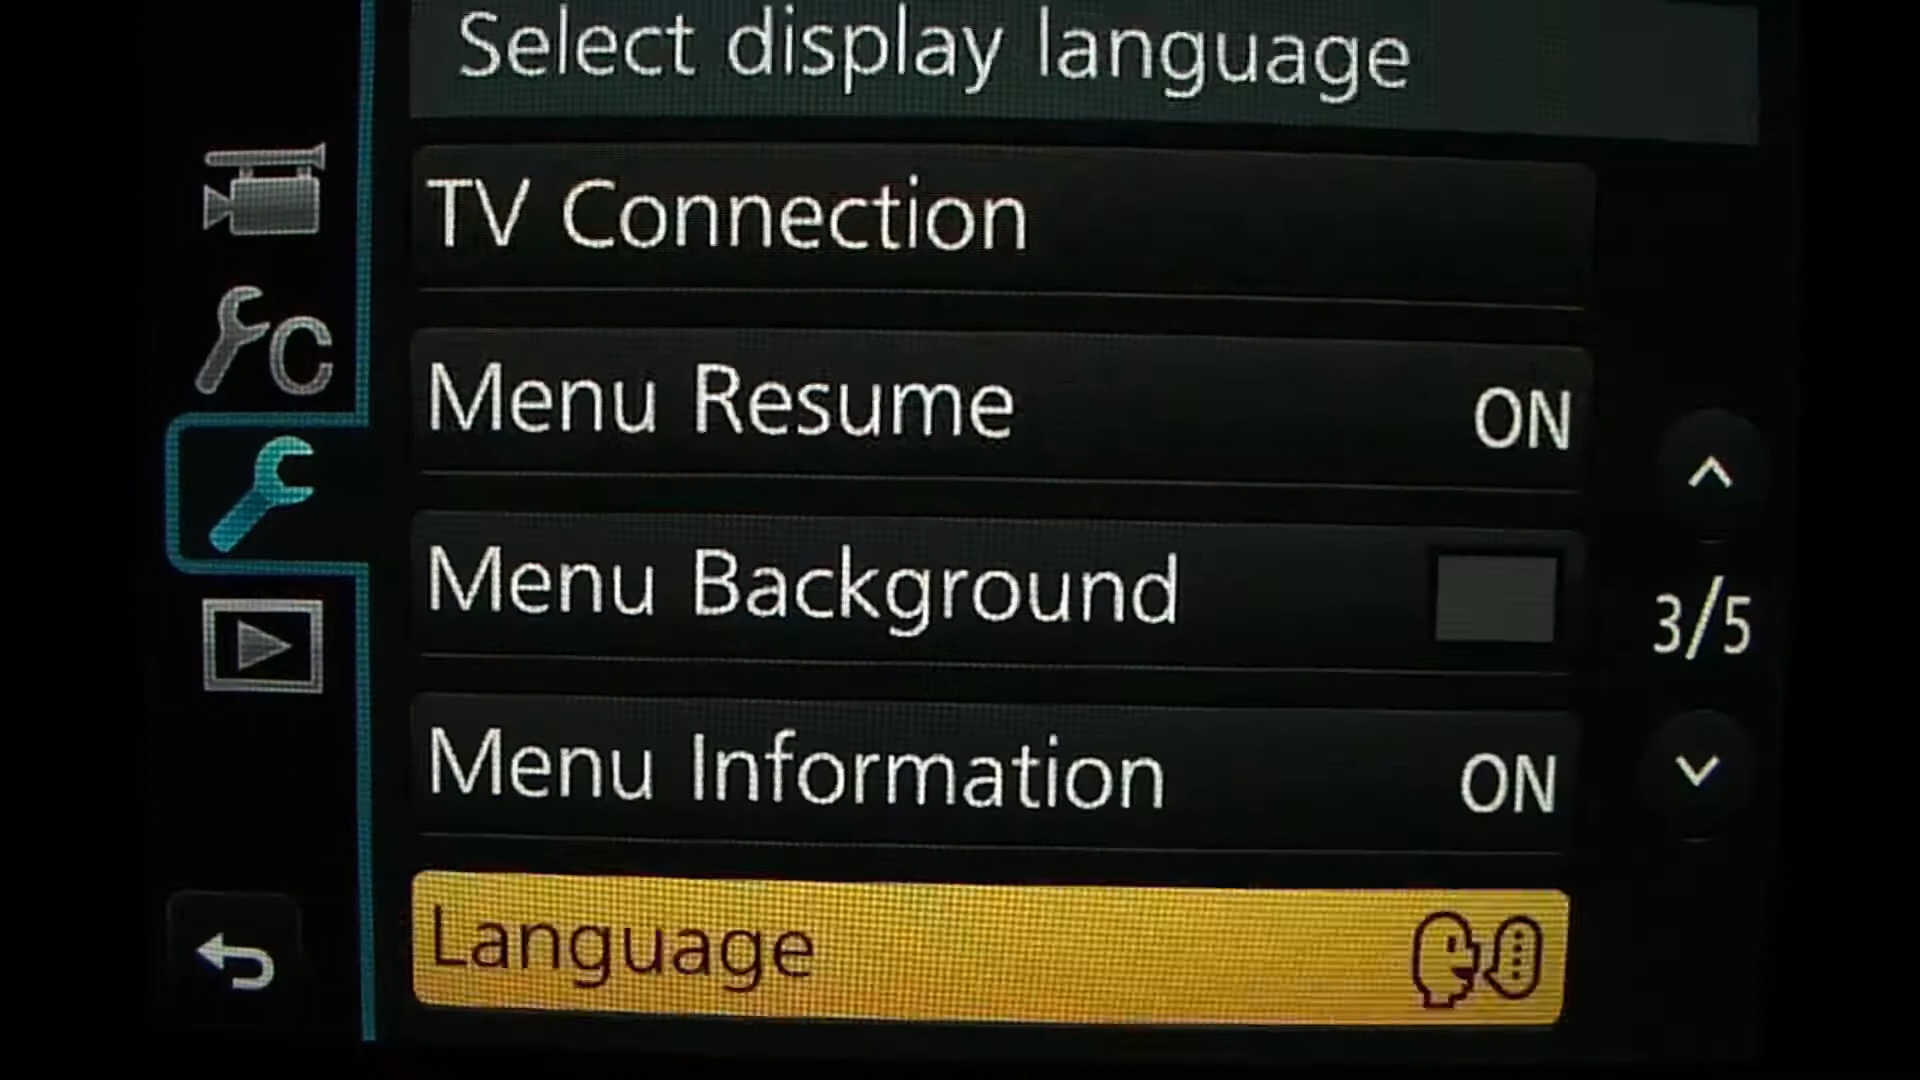 Select display language
TV Connection
Menu Resume ON
Menu Background
3/5
Menu Information ON
Language
C